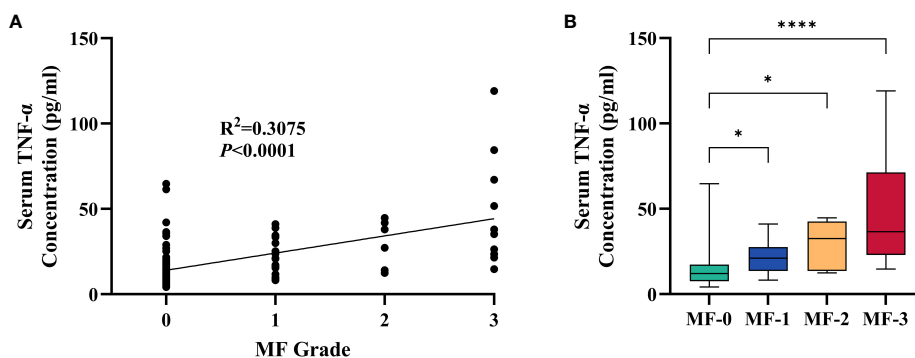 A
Serum TNF-α
Concentration (pg/ml)
150
100
50
0
R²=0.3075
P<0.0001
0
1
2
3
MF Grade
B
Serum TNF-α
Concentration (pg/ml)
150
100
50
0
****
*
*
MF-0
MF-1
MF-2
MF-3